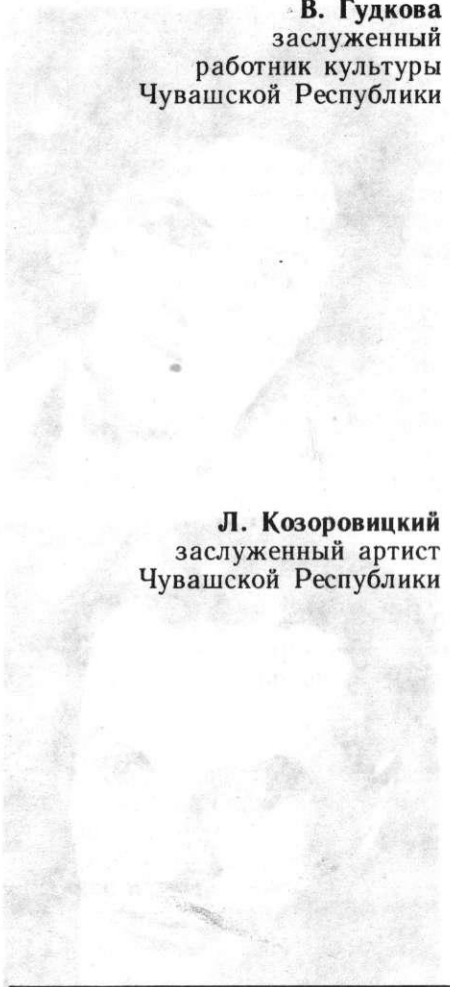 В. Гудкова
заслуженный
работник культуры
Чувашской Республики
Л. Козоровицкий
заслуженный артист
Чувашской Республики